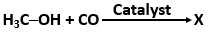 H₃C–OH + CO Catalyst→ X